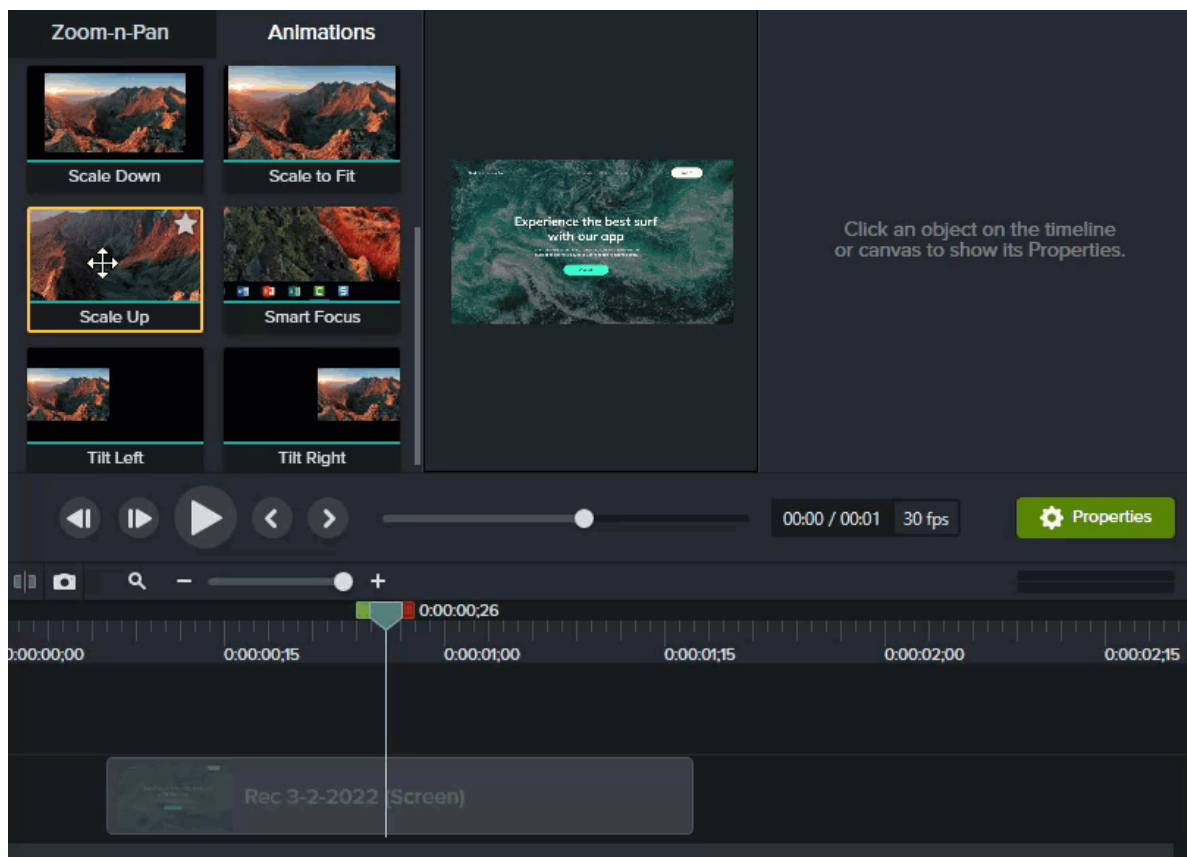 Zoom-n-Pan
Animations
Scale Down
Scale to Fit
Scale Up
Smart Focus
Tilt Left
Tilt Right
Experience the best surf
with our app
Click an object on the timeline
or canvas to show its Properties.
00:00 / 00:01
30 fps
Properties
0:00:00;26
0:00:00;00
0:00:00;15
0:00:01;00
0:00:01;15
0:00:02;00
0:00:02;15
Rec 3-2-2022 (Screen)